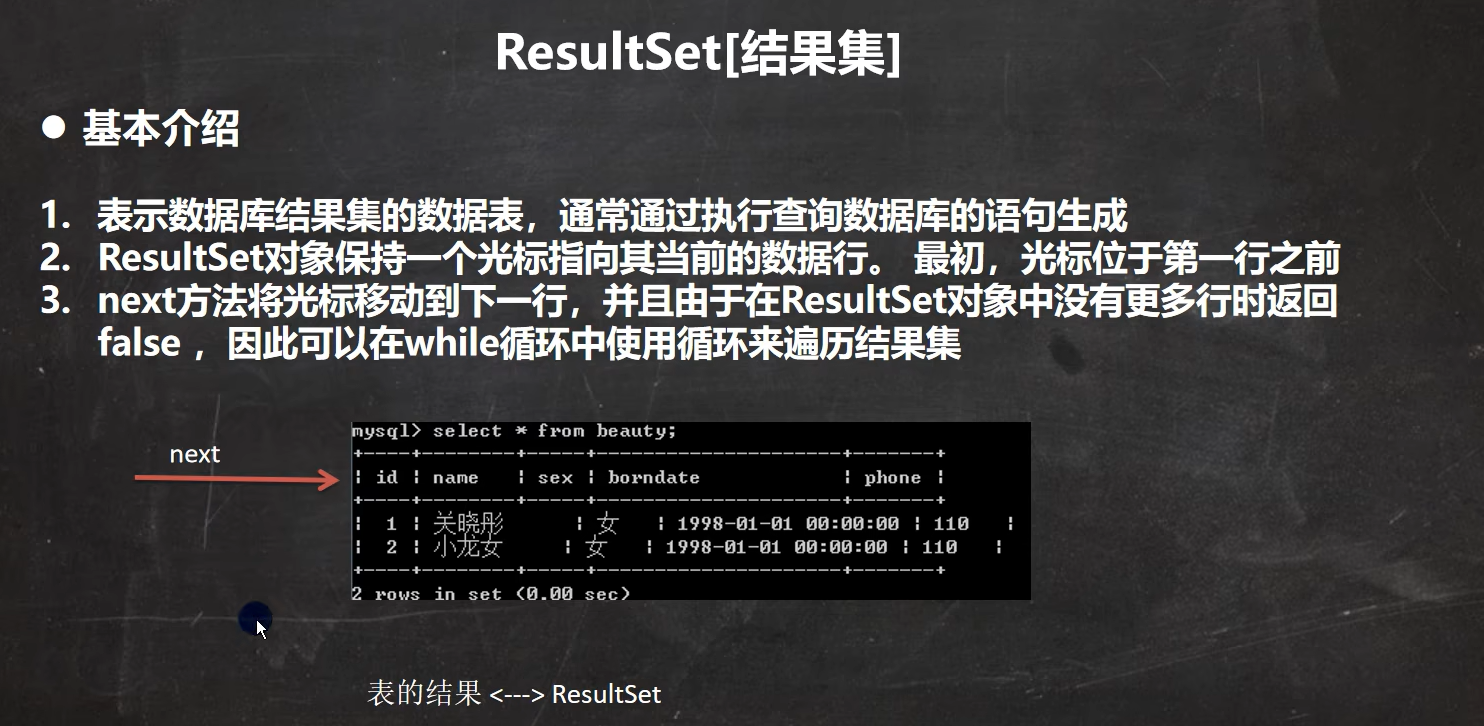 ResultSet[结果集]
● 基本介绍
1. 表示数据库结果集的数据表，通常通过执行查询数据库的语句生成
2. ResultSet对象保持一个光标指向其当前的数据行。 最初，光标位于第一行之前
3. next方法将光标移动到下一行，并且由于在ResultSet对象中没有更多行时返回
false ，因此可以在while循环中使用循环来遍历结果集
next
mysql> select * from beauty;
+----+--------+-----+---------------------+-------+
| id | name | sex | borndate | phone |
+----+--------+-----+---------------------+-------+
| 1 | 关晓彤 | 女 | 1998-01-01 00:00:00 | 110 |
| 2 | 小龙女 | 女 | 1998-01-01 00:00:00 | 110 |
+----+--------+-----+---------------------+-------+
2 rows in set (0.00 sec)
表的结果 <---> ResultSet